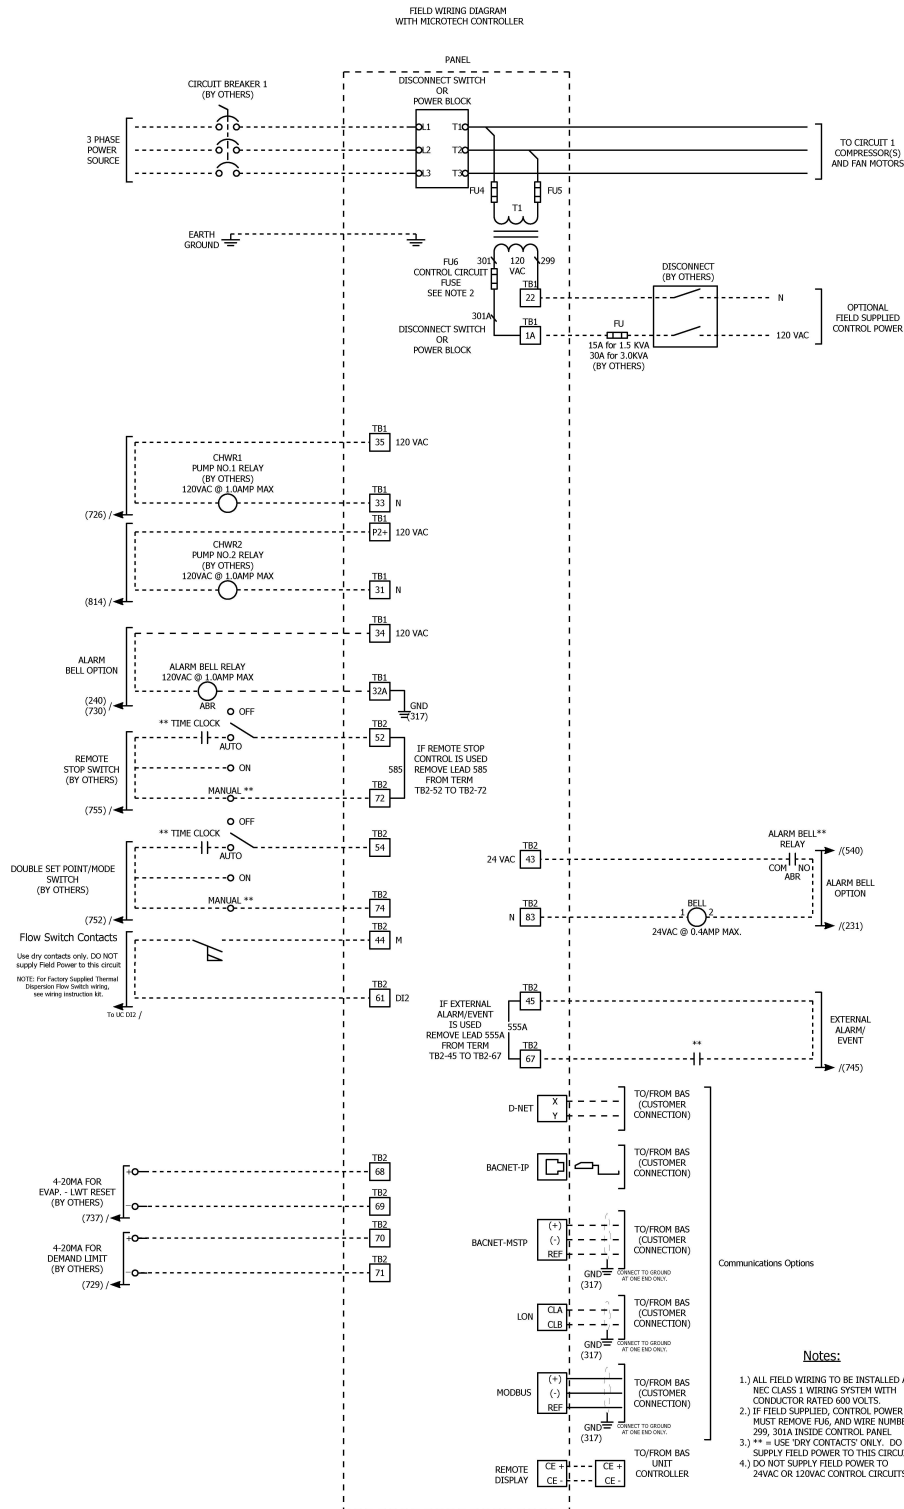 FIELD WIRING DIAGRAM
WITH MICROTECH CONTROLLER
PANEL
CIRCUIT BREAKER 1
(BY OTHERS)
DISCONNECT SWITCH
OR
POWER BLOCK
3 PHASE
POWER
SOURCE
L1
T1
L2
T2
L3
T3
TO CIRCUIT 1
COMPRESSOR(S)
AND FAN MOTORS
FU4
FU5
T1
EARTH
GROUND
301
120
VAC
299
FU6
CONTROL CIRCUIT
FUSE
SEE NOTE 2
TB1
22
DISCONNECT
(BY OTHERS)
N
301A
TB1
1A
FU
120 VAC
OPTIONAL
FIELD SUPPLIED
CONTROL POWER
DISCONNECT SWITCH
OR
POWER BLOCK
15A for 1.5 KVA
30A for 3.0KVA
(BY OTHERS)
TB1
35
120 VAC
CHWR1
PUMP NO.1 RELAY
(BY OTHERS)
120VAC @ 1.0AMP MAX
TB1
33
N
(726) /
TB1
P2+
120 VAC
CHWR2
PUMP NO.2 RELAY
(BY OTHERS)
120VAC @ 1.0AMP MAX
TB1
31
N
(814) /
TB1
34
120 VAC
ALARM
BELL OPTION
ALARM BELL RELAY
120VAC @ 1.0AMP MAX
ABR
TB1
32A
GND
(317)
(240)
(730) /
OFF
** TIME CLOCK
AUTO
TB2
52
REMOTE
STOP SWITCH
(BY OTHERS)
ON
585
IF REMOTE STOP
CONTROL IS USED
REMOVE LEAD 585
FROM TERM
TB2-52 TO TB2-72
MANUAL **
TB2
72
(755) /
OFF
** TIME CLOCK
AUTO
TB2
54
DOUBLE SET POINT/MODE
SWITCH
(BY OTHERS)
ON
MANUAL **
TB2
74
(752) /
24 VAC
TB2
43
ALARM BELL**
RELAY
COM NO
ABR
/(540)
ALARM BELL
OPTION
N
TB2
83
BELL
1
2
24VAC @ 0.4AMP MAX.
/(231)
Flow Switch Contacts
Use dry contacts only. DO NOT
supply Field Power to this circuit
NOTE: For Factory Supplied Thermal
Dispersion Flow Switch wiring,
see wiring instruction kit.
TB2
44
M
TB2
61
DI2
To UC DI2 /
IF EXTERNAL
ALARM/EVENT
IS USED
REMOVE LEAD 555A
FROM TERM
TB2-45 TO TB2-67
555A
TB2
45
TB2
67
**
EXTERNAL
ALARM/
EVENT
/(745)
D-NET
X
Y
TO/FROM BAS
(CUSTOMER
CONNECTION)
BACNET-IP
TO/FROM BAS
(CUSTOMER
CONNECTION)
4-20MA FOR
EVAP. - LWT RESET
(BY OTHERS)
(737) /
+
–
TB2
68
TB2
69
4-20MA FOR
DEMAND LIMIT
(BY OTHERS)
(729) /
+
–
TB2
70
TB2
71
BACNET-MSTP
(+)
(-)
REF
TO/FROM BAS
(CUSTOMER
CONNECTION)
GND
(317)
CONNECT TO GROUND
AT ONE END ONLY.
Communications Options
LON
CLA
CLB
TO/FROM BAS
(CUSTOMER
CONNECTION)
GND
(317)
CONNECT TO GROUND
AT ONE END ONLY.
MODBUS
(+)
(-)
REF
TO/FROM BAS
(CUSTOMER
CONNECTION)
GND
(317)
CONNECT TO GROUND
AT ONE END ONLY.
REMOTE
DISPLAY
CE +
CE -
CE +
CE -
TO/FROM BAS
UNIT
CONTROLLER
Notes:
1.) ALL FIELD WIRING TO BE INSTALLED
NEC CLASS 1 WIRING SYSTEM WITH
CONDUCTOR RATED 600 VOLTS.
2.) IF FIELD SUPPLIED, CONTROL POWER
MUST REMOVE FU6, AND WIRE NUMBE
299, 301A INSIDE CONTROL PANEL
3.) ** = USE 'DRY CONTACTS' ONLY. DO
SUPPLY FIELD POWER TO THIS CIRCU
4.) DO NOT SUPPLY FIELD POWER TO
24VAC OR 120VAC CONTROL CIRCUITS